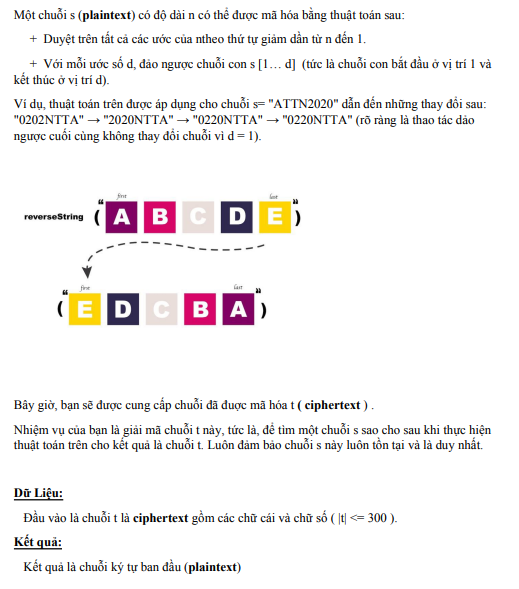 Một chuỗi s (plaintext) có độ dài n có thể được mã hóa bằng thuật toán sau:
+ Duyệt trên tất cả các ước của ntheo thứ tự giảm dần từ n đến 1.
+ Với mỗi ước số d, đảo ngược chuỗi con s [1… d] (tức là chuỗi con bắt đầu ở vị trí 1 và
kết thúc ở vị trí d).
Ví dụ, thuật toán trên được áp dụng cho chuỗi s= "ATTN2020" dẫn đến những thay đổi sau:
"0202NTTA" → "2020NTTA" → "0220NTTA" → "0220NTTA" (rõ ràng là thao tác dảo
ngược cuối cùng không thay đổi chuỗi vì d = 1).
first last
reverseString (“ A B C D E ”)
first last
(“ E D C B A ”)
Bây giờ, bạn sẽ được cung cấp chuỗi đã đuợc mã hóa t ( ciphertext ) .
Nhiệm vụ của bạn là giải mã chuỗi t này, tức là, để tìm một chuỗi s sao cho sau khi thực hiện
thuật toán trên cho kết quả là chuỗi t. Luôn đảm bảo chuỗi s này luôn tồn tại và là duy nhất.
Dữ Liệu:
Đầu vào là chuỗi t là ciphertext gồm các chữ cái và chữ số ( |t| <= 300 ).
Kết quả:
Kết quả là chuỗi ký tự ban đầu (plaintext)